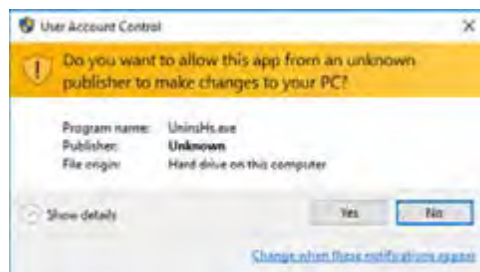 User Account Control
Do you want to allow this app from an unknown
publisher to make changes to your PC?
Program name: UninsHs.exe
Publisher: Unknown
File origin: Hard drive on this computer
Show details
Yes
No
Change when these notifications appear